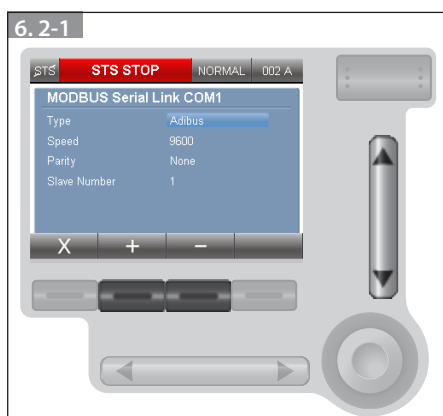 6. 2-1
STS STS STOP NORMAL 002 A
MODBUS Serial Link COM1
Type Adibus
Speed 9600
Parity None
Slave Number 1
X + −